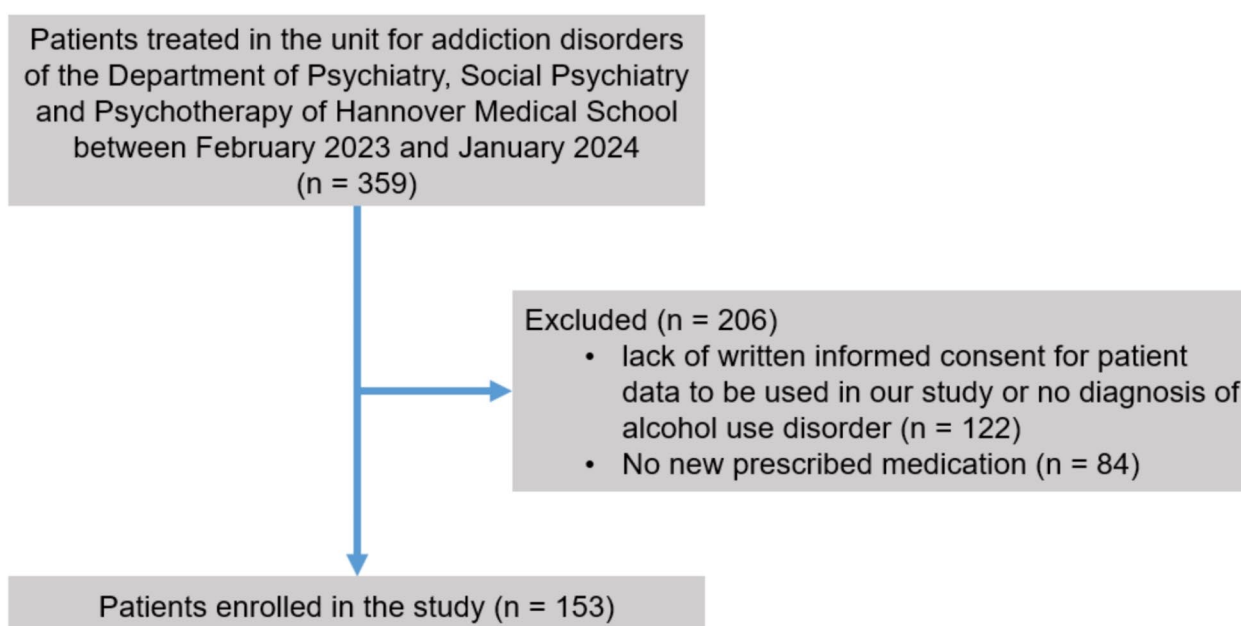 Patients treated in the unit for addiction disorders
of the Department of Psychiatry, Social Psychiatry
and Psychotherapy of Hannover Medical School
between February 2023 and January 2024
(n = 359)
Excluded (n = 206)
• lack of written informed consent for patient
data to be used in our study or no diagnosis of
alcohol use disorder (n = 122)
• No new prescribed medication (n = 84)
Patients enrolled in the study (n = 153)